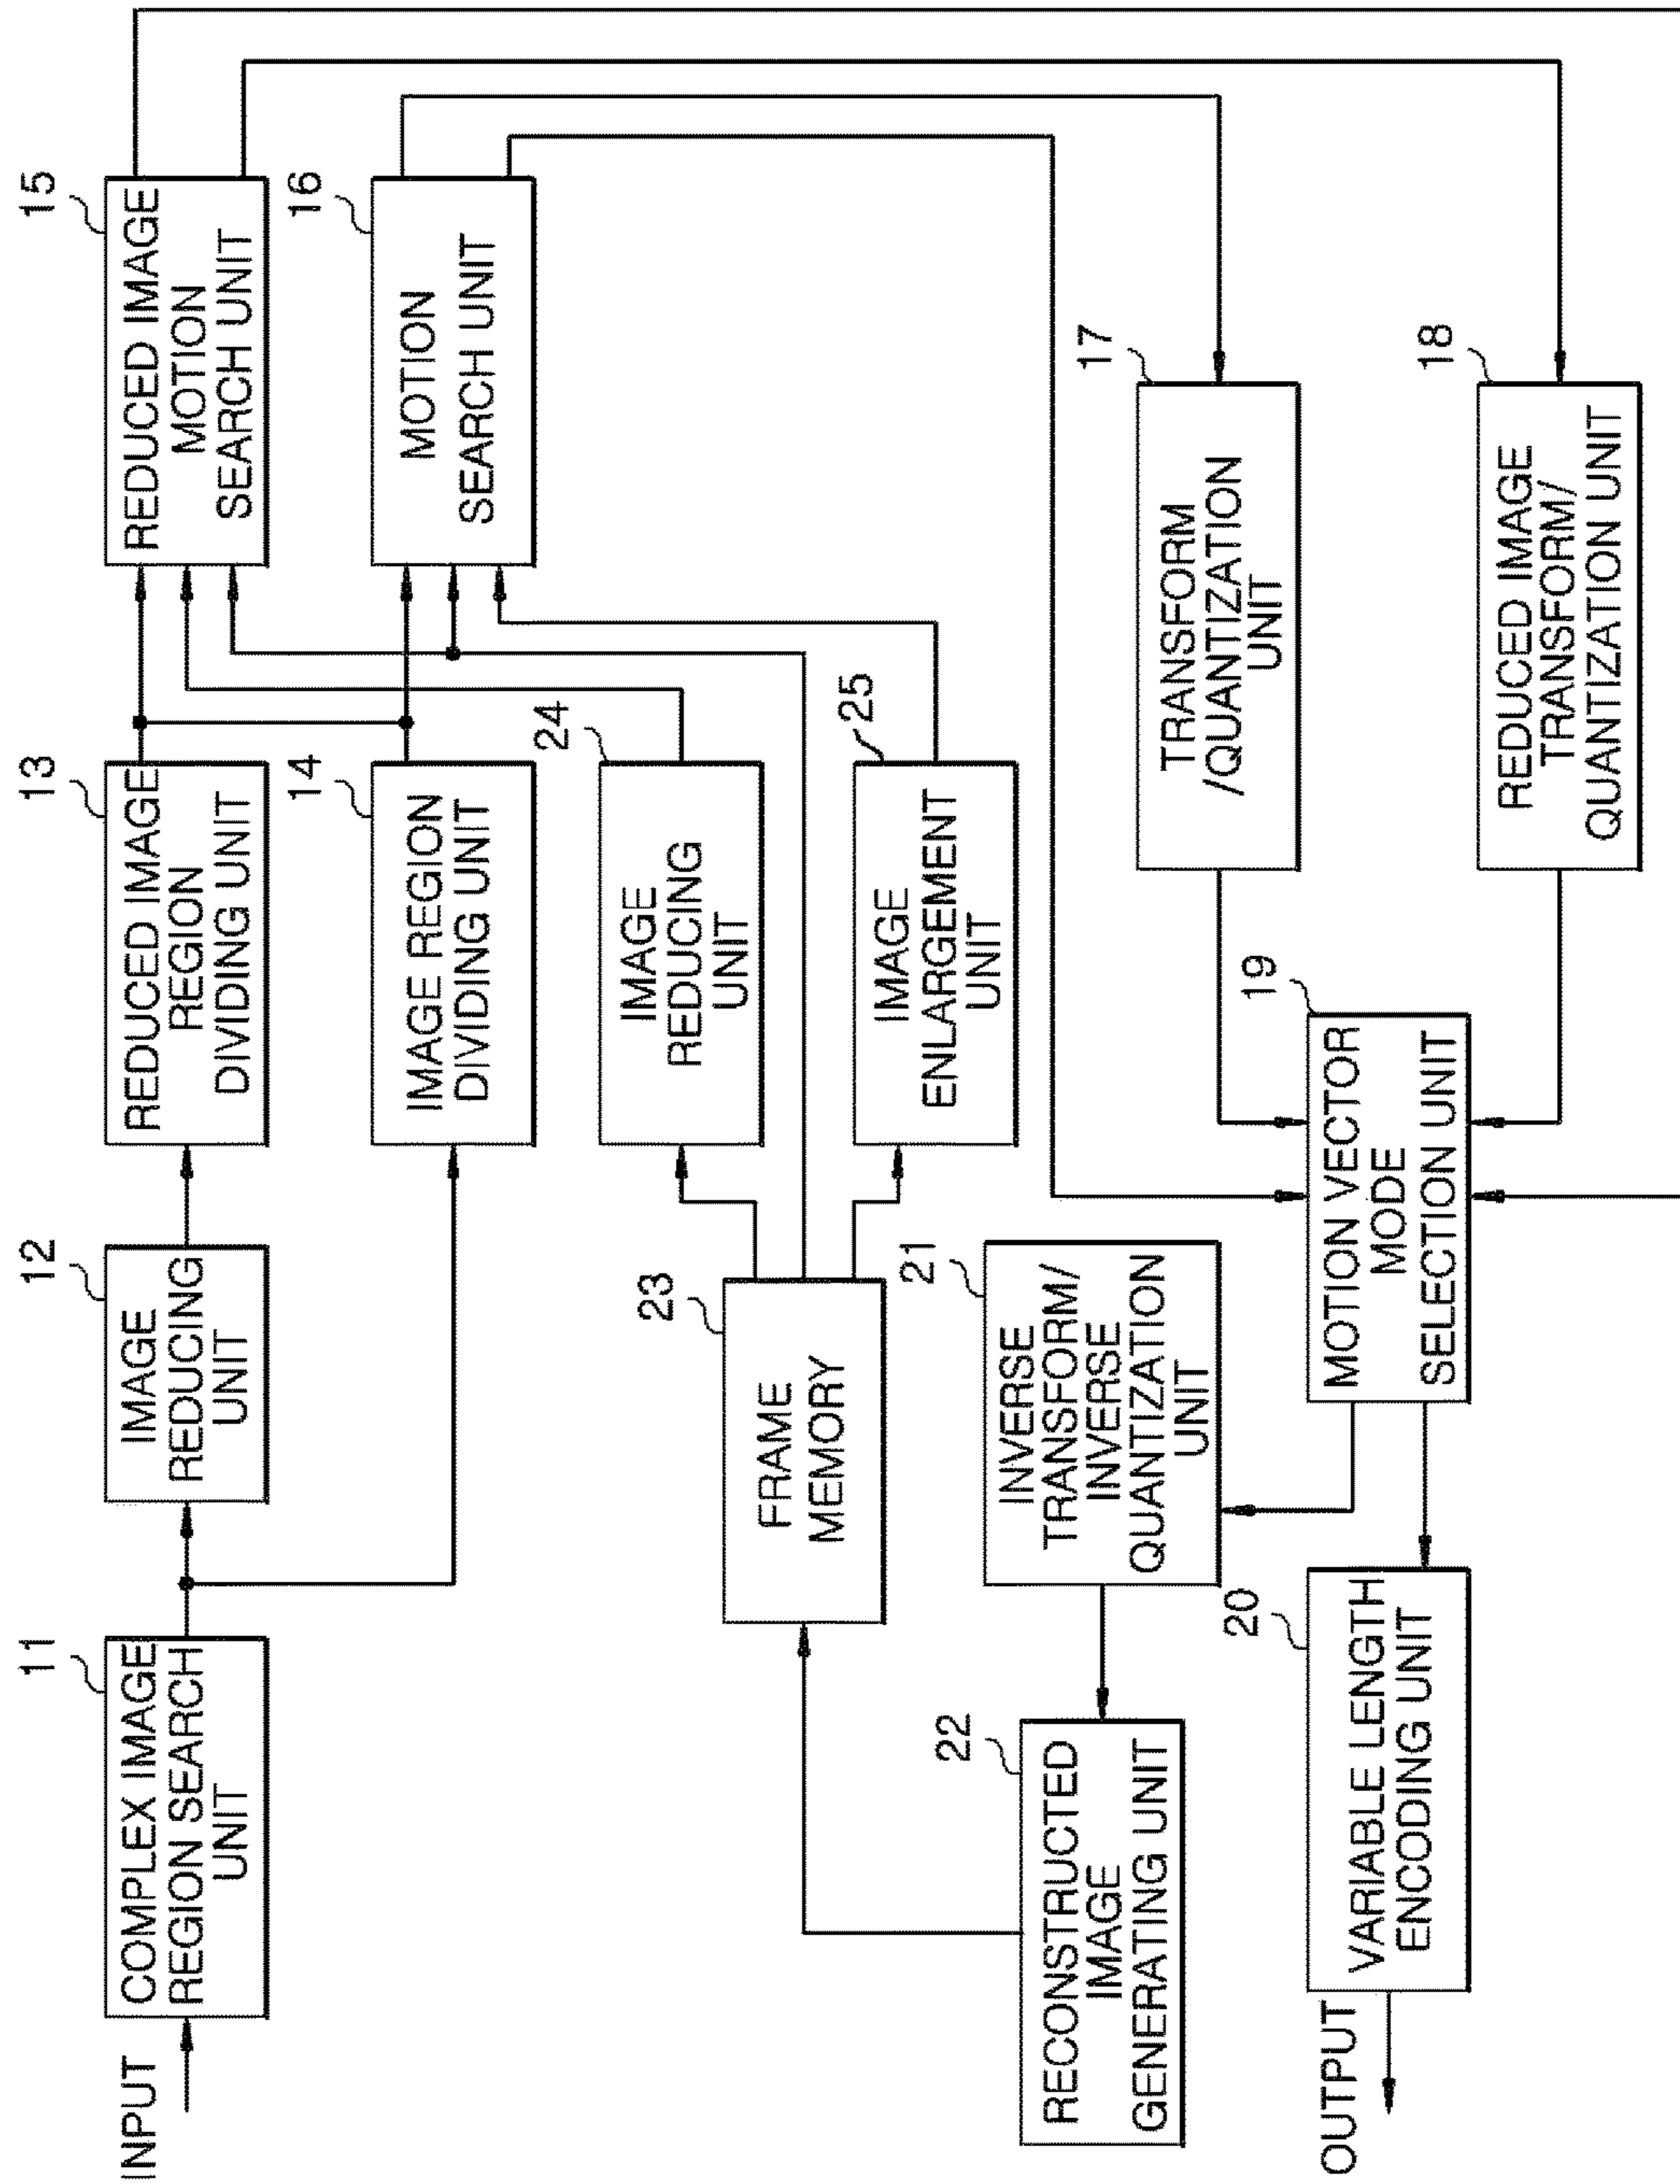 INPUT
11
COMPLEX IMAGE
REGION SEARCH
UNIT
12
IMAGE
REDUCING
UNIT
13
REDUCED IMAGE
REGION
DIVIDING UNIT
14
IMAGE REGION
DIVIDING UNIT
15
REDUCED IMAGE
MOTION
SEARCH UNIT
16
MOTION
SEARCH UNIT
23
FRAME
MEMORY
24
IMAGE
REDUCING
UNIT
25
IMAGE
ENLARGEMENT
UNIT
22
RECONSTRUCTED
IMAGE
GENERATING UNIT
21
INVERSE
TRANSFORM/
INVERSE
QUANTIZATION
UNIT
17
TRANSFORM
/QUANTIZATION
UNIT
OUTPUT
20
VARIABLE LENGTH
ENCODING UNIT
19
MOTION VECTOR
MODE
SELECTION UNIT
18
REDUCED IMAGE
TRANSFORM/
QUANTIZATION UNIT